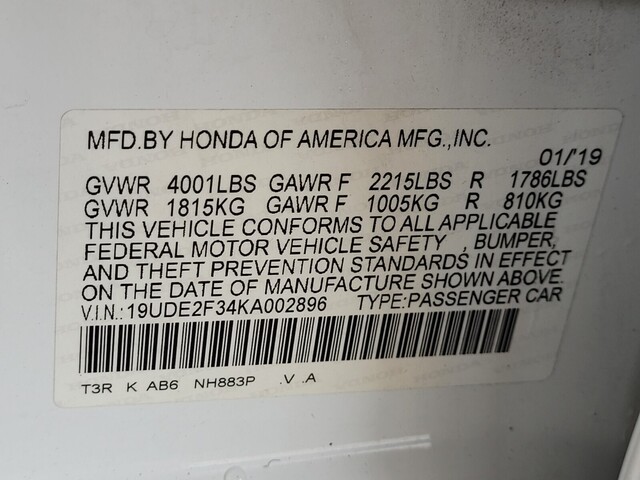 MFD.BY HONDA OF AMERICA MFG.,INC.
01/'19
GVWR 4001LBS GAWR F 2215LBS R 1786LBS
GVWR 1815KG GAWR F 1005KG R 810KG
THIS VEHICLE CONFORMS TO ALL APPLICABLE
FEDERAL MOTOR VEHICLE SAFETY , BUMPER,
AND THEFT PREVENTION STANDARDS IN EFFECT
ON THE DATE OF MANUFACTURE SHOWN ABOVE.
V.I.N.:19UDE2F34KA002896 TYPE:PASSENGER CAR
T3R K AB6 NH883P .V .A